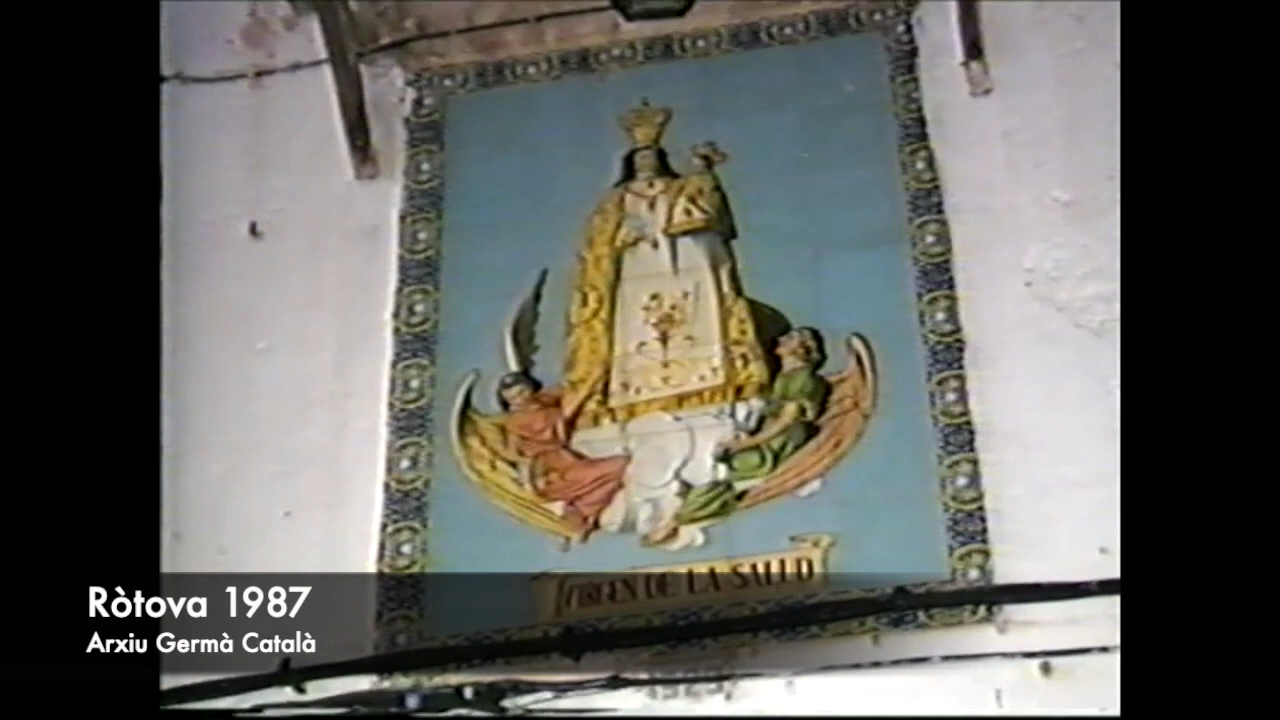 VIRGEN DE LA SALUD
Ròtova 1987
Arxiu Germà Català